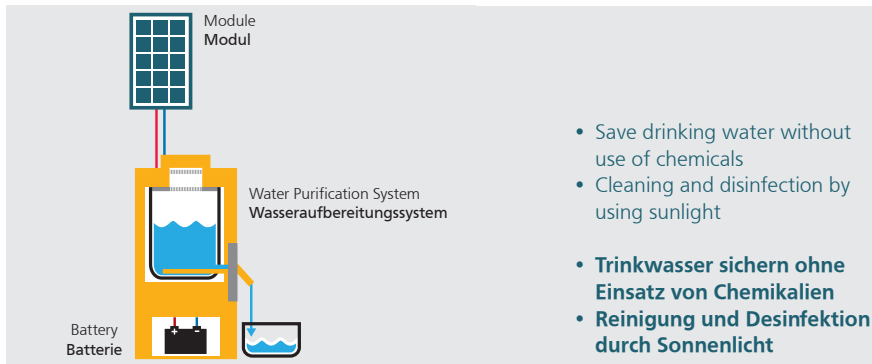 Module
Modul
Water Purification System
Wasseraufbereitungssystem
Battery
Batterie
+ −
• Save drinking water without
use of chemicals
• Cleaning and disinfection by
using sunlight
• Trinkwasser sichern ohne
Einsatz von Chemikalien
• Reinigung und Desinfektion
durch Sonnenlicht